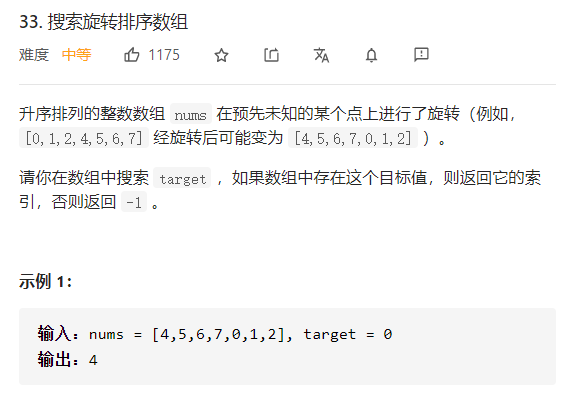 33. 搜索旋转排序数组
难度 中等 1175
升序排列的整数数组 nums 在预先未知的某个点上进行了旋转（例如，
[0,1,2,4,5,6,7] 经旋转后可能变为 [4,5,6,7,0,1,2] ）。
请你在数组中搜索 target ，如果数组中存在这个目标值，则返回它的索
引，否则返回 -1 。
示例 1：
输入：nums = [4,5,6,7,0,1,2], target = 0
输出：4